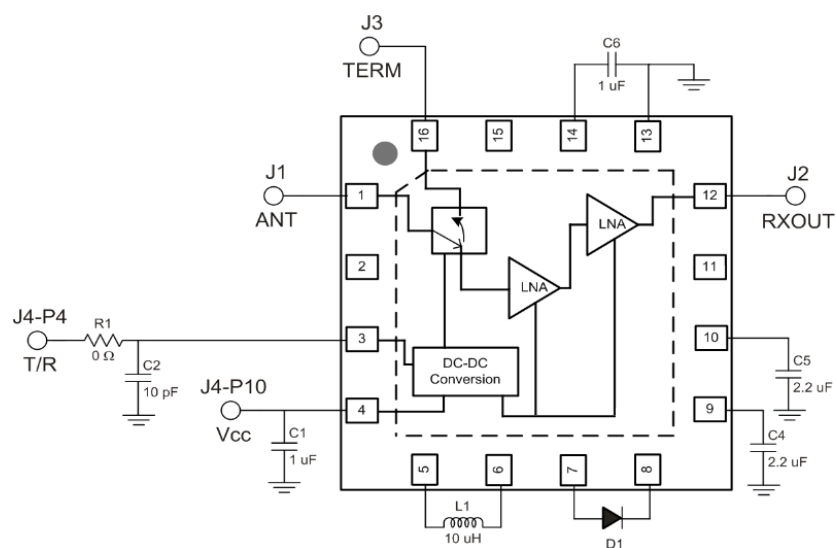 J3
TERM
C6
1 uF
16
15
14
13
J1
ANT
1
12
J2
RXOUT
LNA
2
LNA
11
J4-P4
T/R
R1
0 Ω
C2
10 pF
3
DC-DC
Conversion
10
C5
2.2 uF
J4-P10
Vcc
C1
1 uF
4
9
C4
2.2 uF
5
6
7
8
L1
10 uH
D1